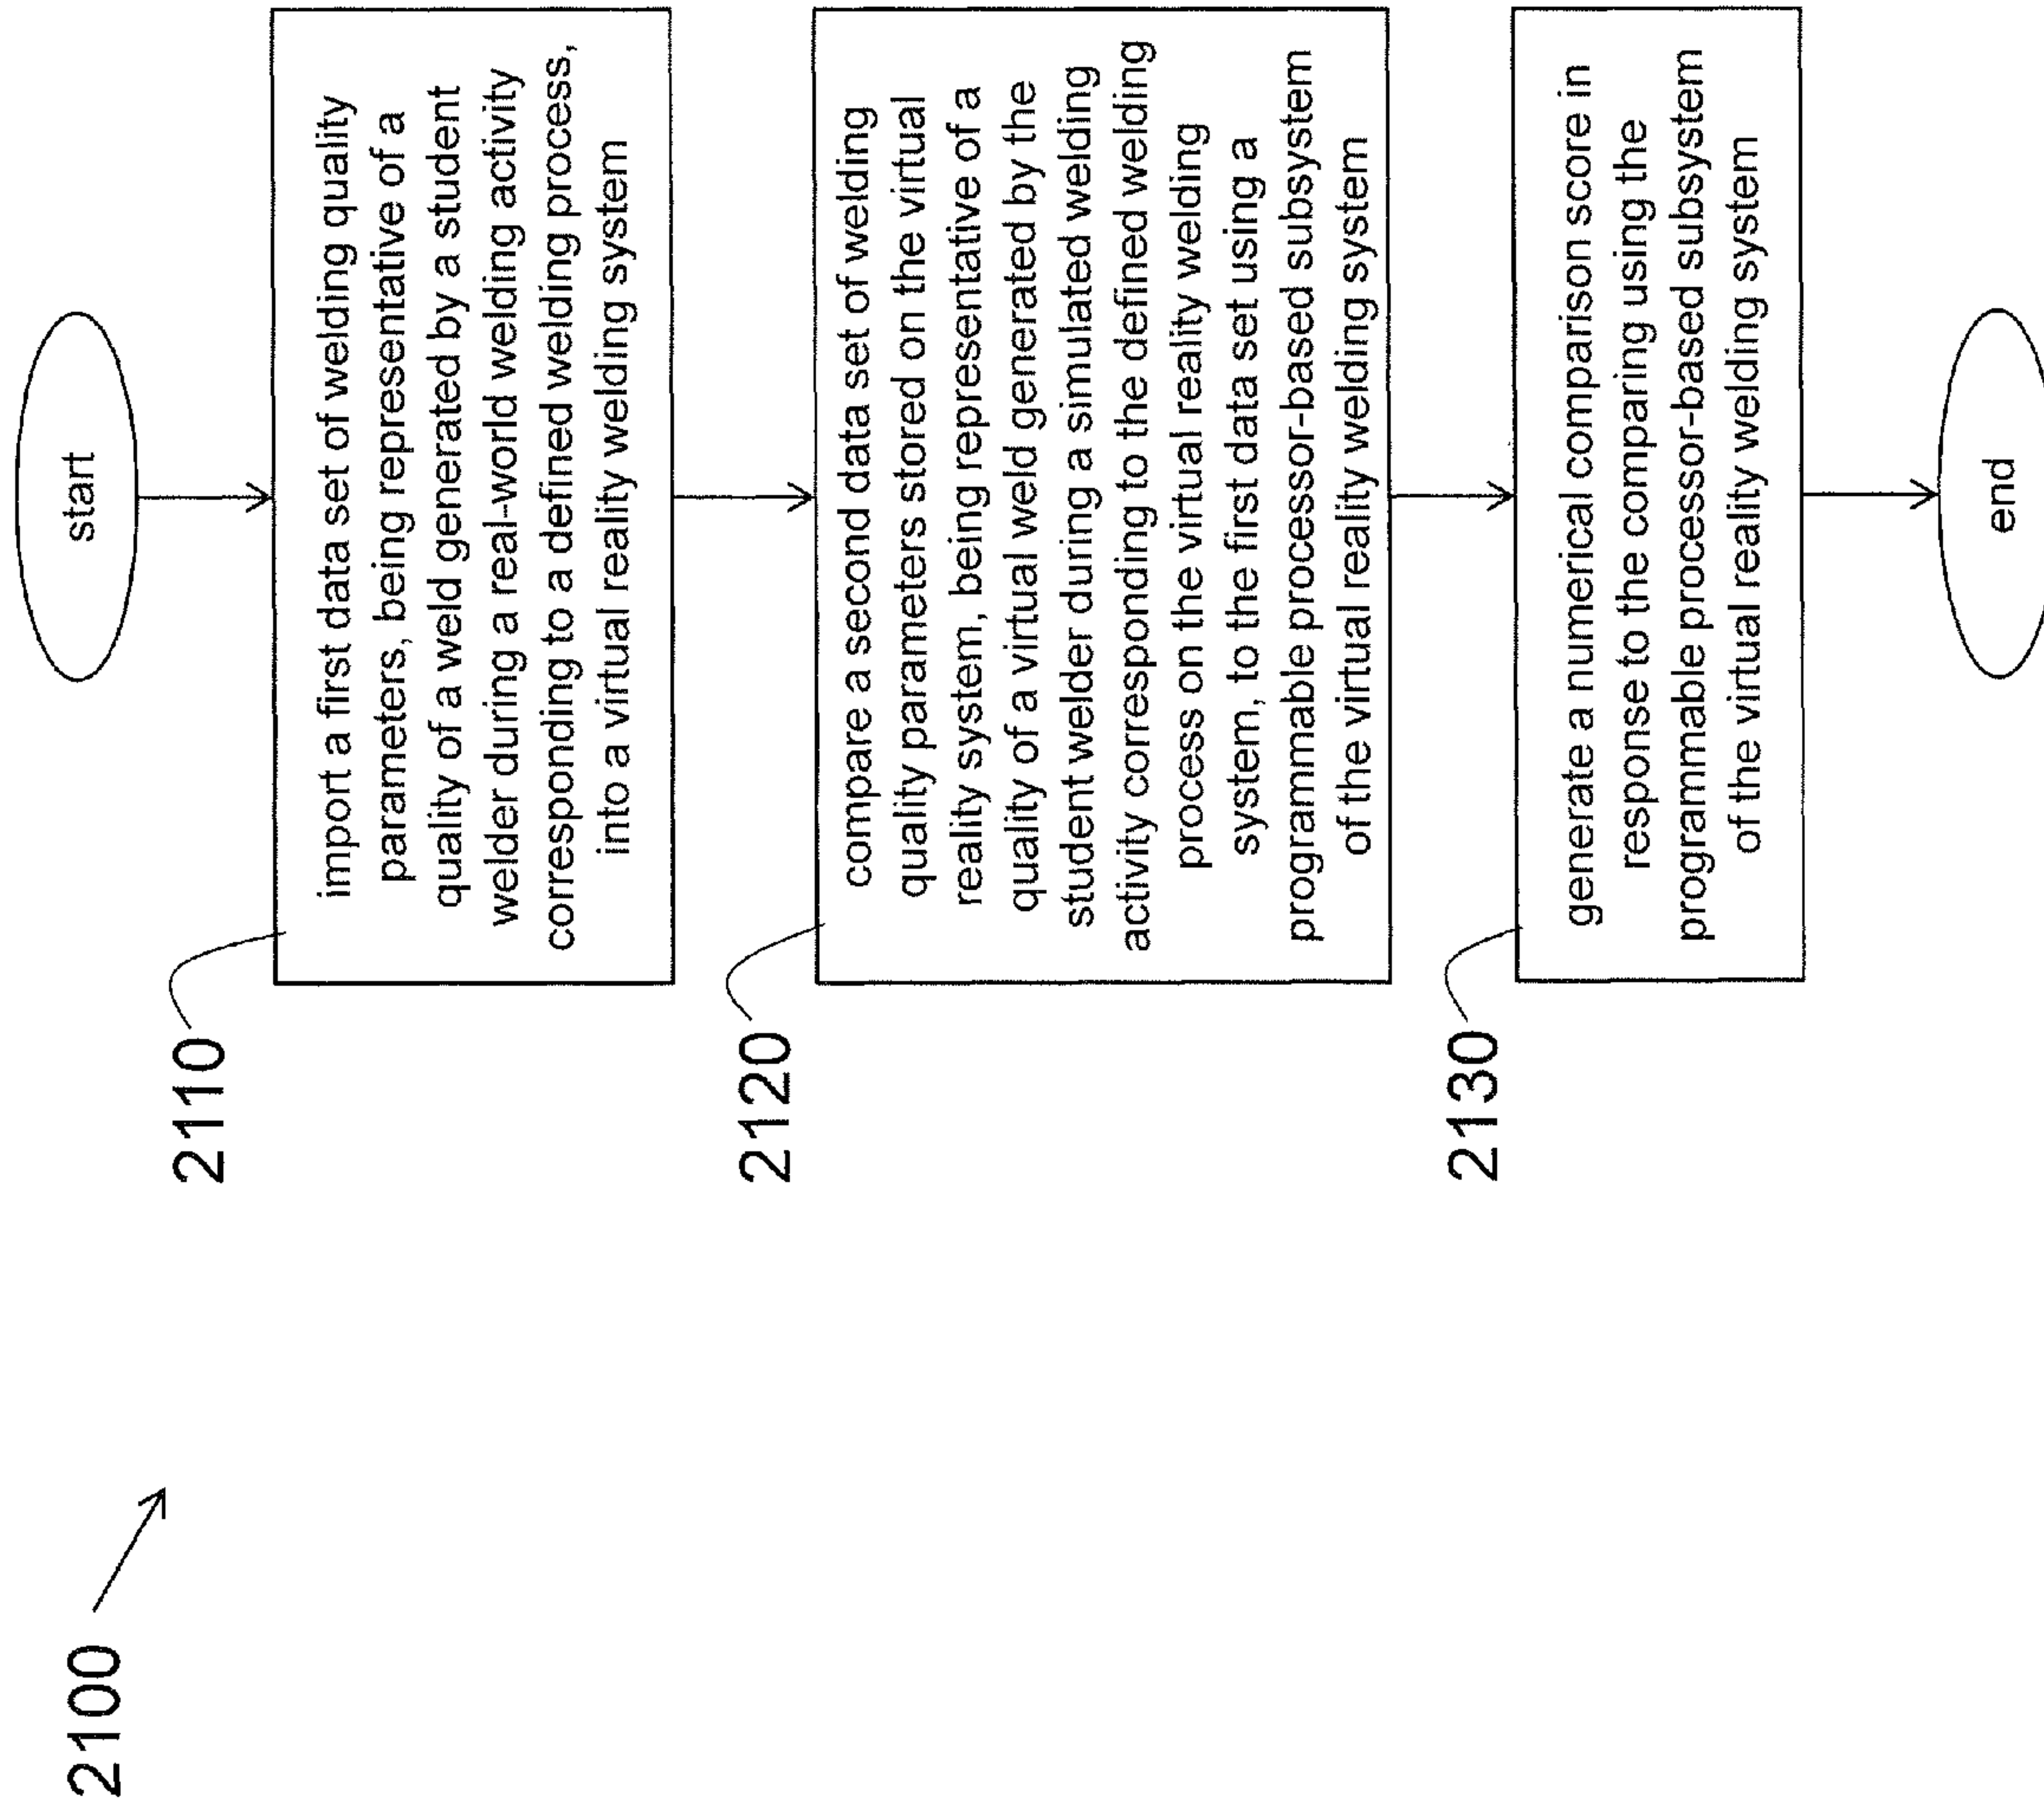 2100
start
2110
import a first data set of welding quality
parameters, being representative of a
quality of a weld generated by a student
welder during a real-world welding activity
corresponding to a defined welding process,
into a virtual reality welding system
2120
compare a second data set of welding
quality parameters stored on the virtual
reality system, being representative of a
quality of a virtual weld generated by the
student welder during a simulated welding
activity corresponding to the defined welding
process on the virtual reality welding
system, to the first data set using a
programmable processor-based subsystem
of the virtual reality welding system
2130
generate a numerical comparison score in
response to the comparing using the
programmable processor-based subsystem
of the virtual reality welding system
end